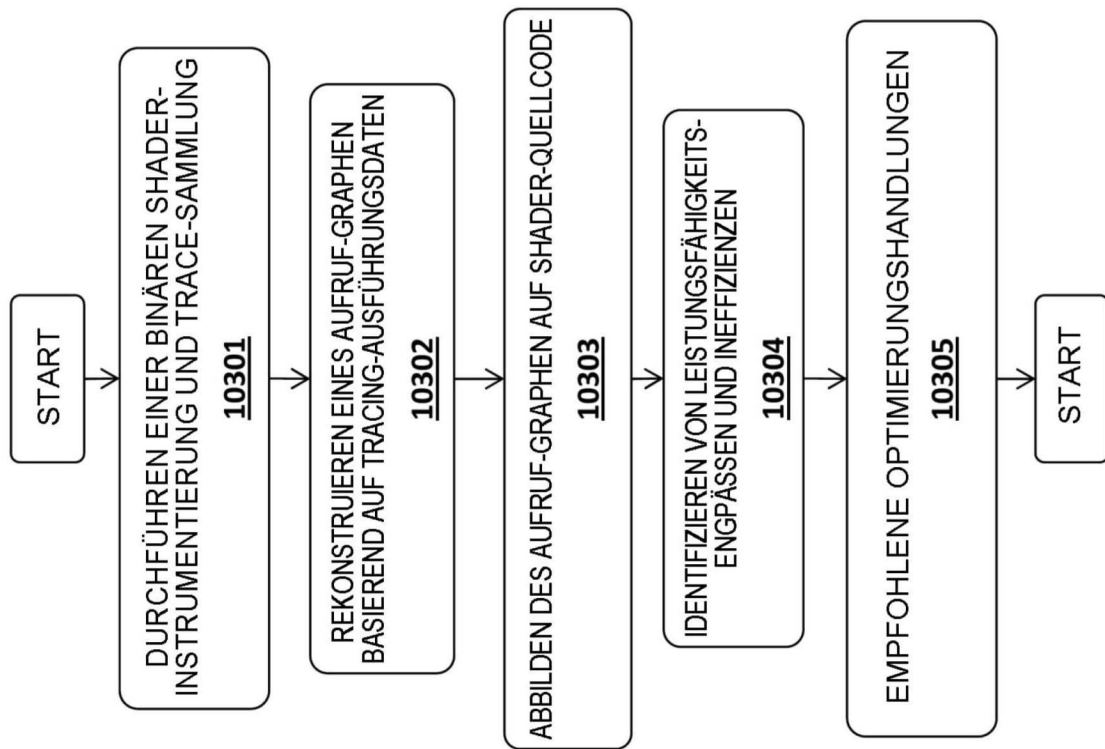 START
DURCHFÜHREN EINER BINÄREN SHADER-
INSTRUMENTIERUNG UND TRACE-SAMMLUNG
10301
REKONSTRUIEREN EINES AUFRUF-GRAPHEN
BASIEREND AUF TRACING-AUSFÜHRUNGSDATEN
10302
ABBILDEN DES AUFRUF-GRAPHEN AUF SHADER-QUELLCODE
10303
IDENTIFIZIEREN VON LEISTUNGSFÄHIGKEITS-
ENGPÄSSEN UND INEFFIZIENZEN
10304
EMPFOHLENE OPTIMIERUNGSHANDLUNGEN
10305
START